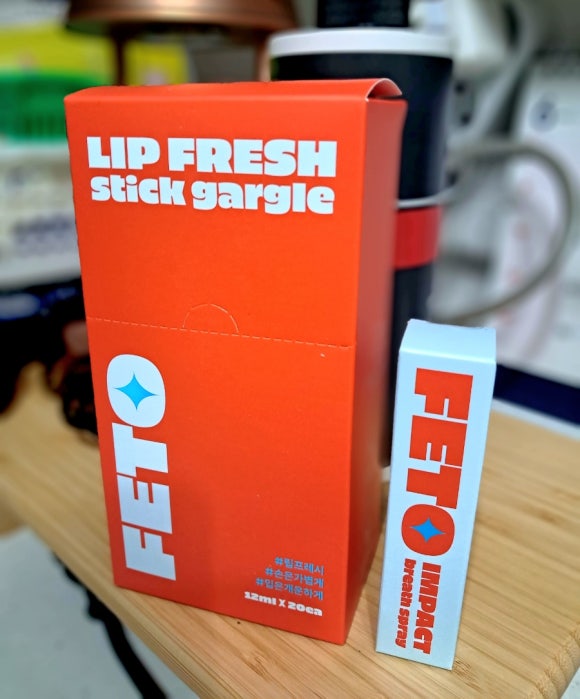 LIP FRESH
stick gargle
FETO
#립프레시
#손은가볍게
#입은개운하게
12ml X 20ea
FETO
IMPACT
breath spray